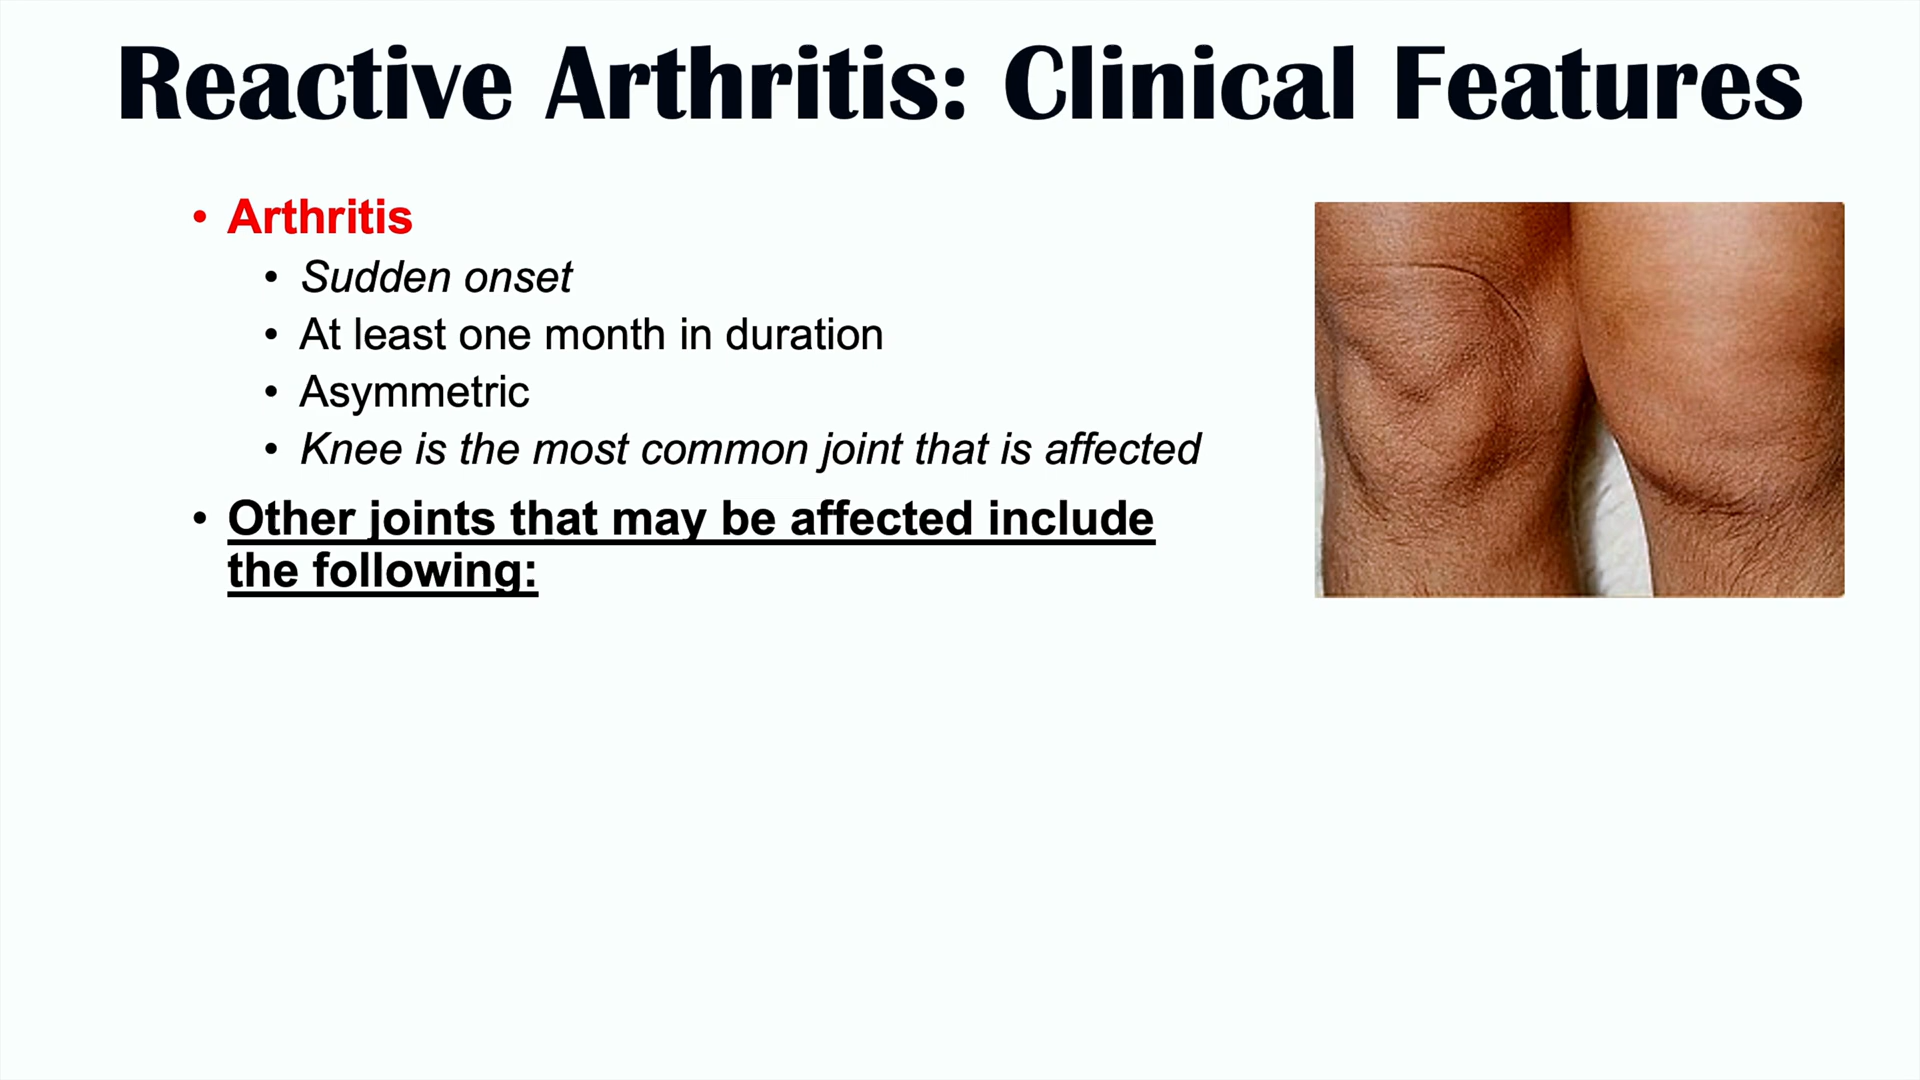 Reactive Arthritis: Clinical Features
• Arthritis
• Sudden onset
• At least one month in duration
• Asymmetric
• Knee is the most common joint that is affected
• Other joints that may be affected include
the following: